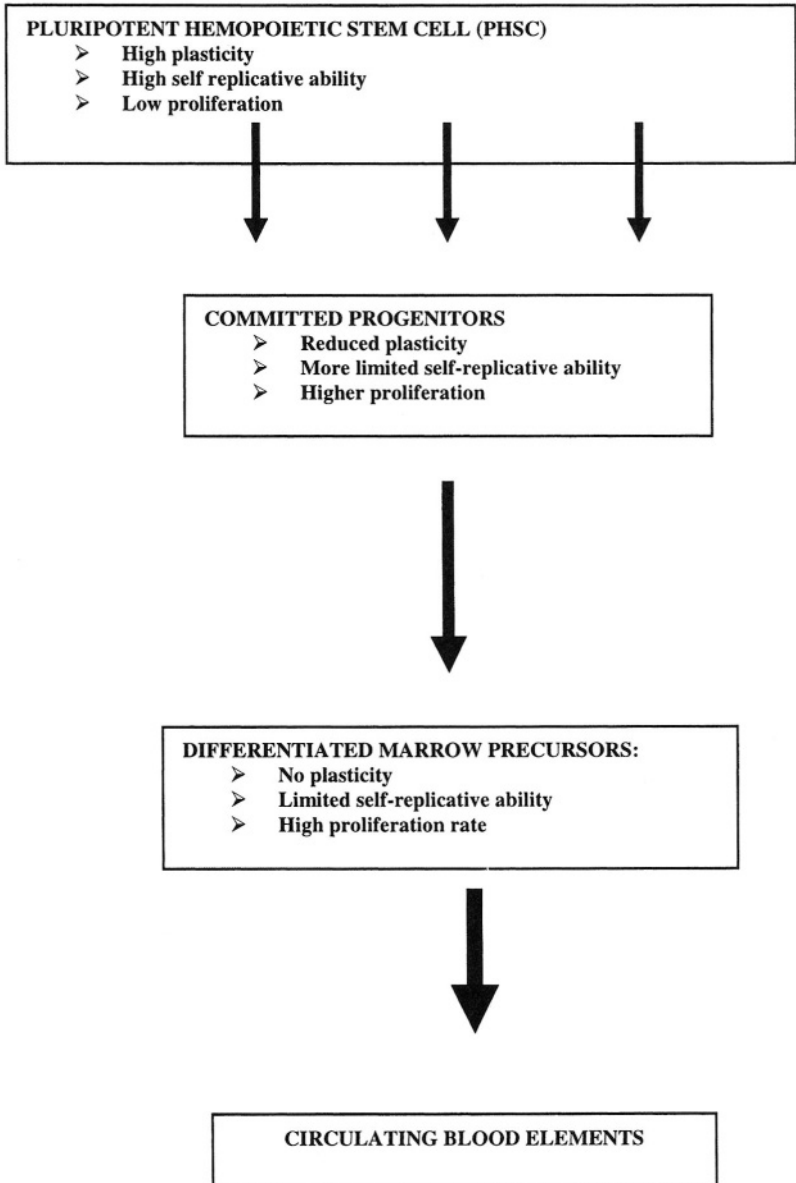 PLURIPOTENT HEMOPOIETIC STEM CELL (PHSC)
➢ High plasticity
➢ High self replicative ability
➢ Low proliferation
COMMITTED PROGENITORS
➢ Reduced plasticity
➢ More limited self-replicative ability
➢ Higher proliferation
DIFFERENTIATED MARROW PRECURSORS:
➢ No plasticity
➢ Limited self-replicative ability
➢ High proliferation rate
CIRCULATING BLOOD ELEMENTS